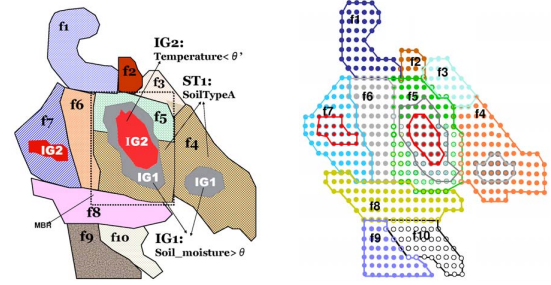 f1
IG2:
Temperature< θ'
f2
f3
ST1:
SoilTypeA
f7
f6
f5
f4
IG2
IG2
IG1
IG1
f8
MBR
IG1:
Soil_moisture> θ
f9
f10
f1
f2
f3
f5
f6
f7
f4
f8
f9
f10